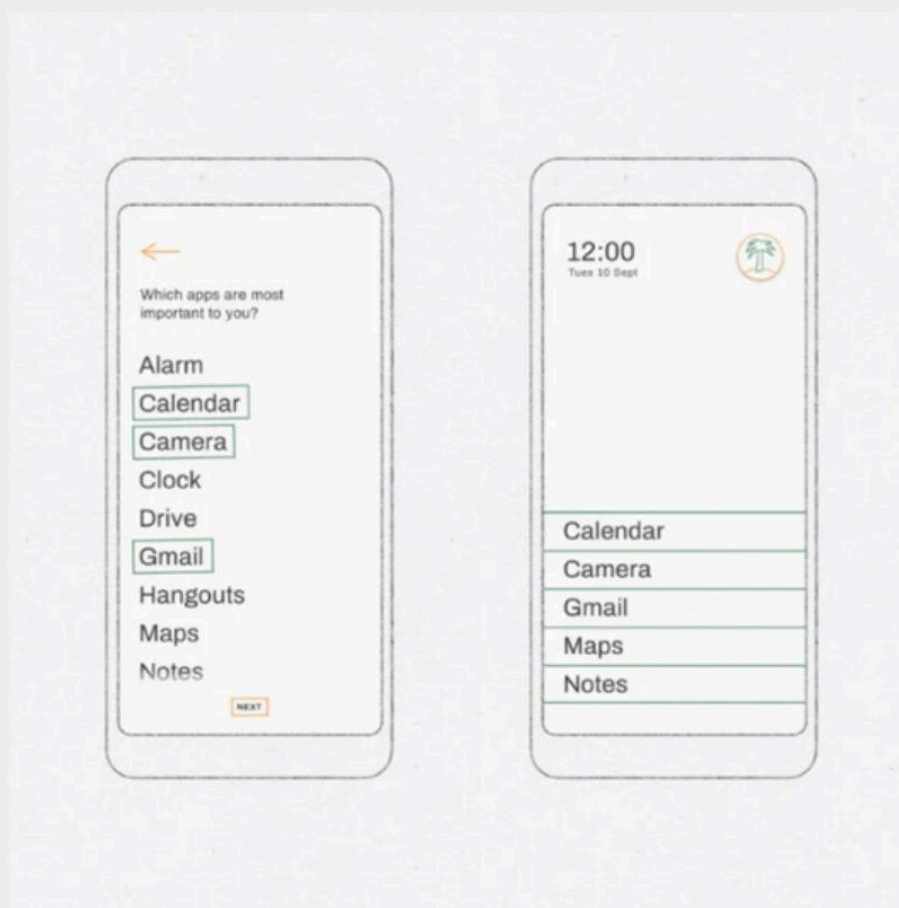 Which apps are most
important to you?
Alarm
Calendar
Camera
Clock
Drive
Gmail
Hangouts
Maps
Notes
NEXT
12:00
Tues 10 Sept
Calendar
Camera
Gmail
Maps
Notes